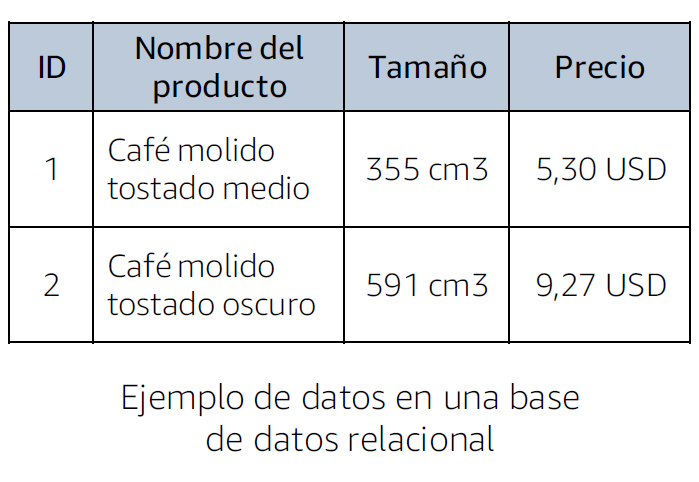 ID
Nombre del
producto
Tamaño
Precio
1
Café molido
tostado medio
355 cm3
5,30 USD
2
Café molido
tostado oscuro
591 cm3
9,27 USD
Ejemplo de datos en una base
de datos relacional